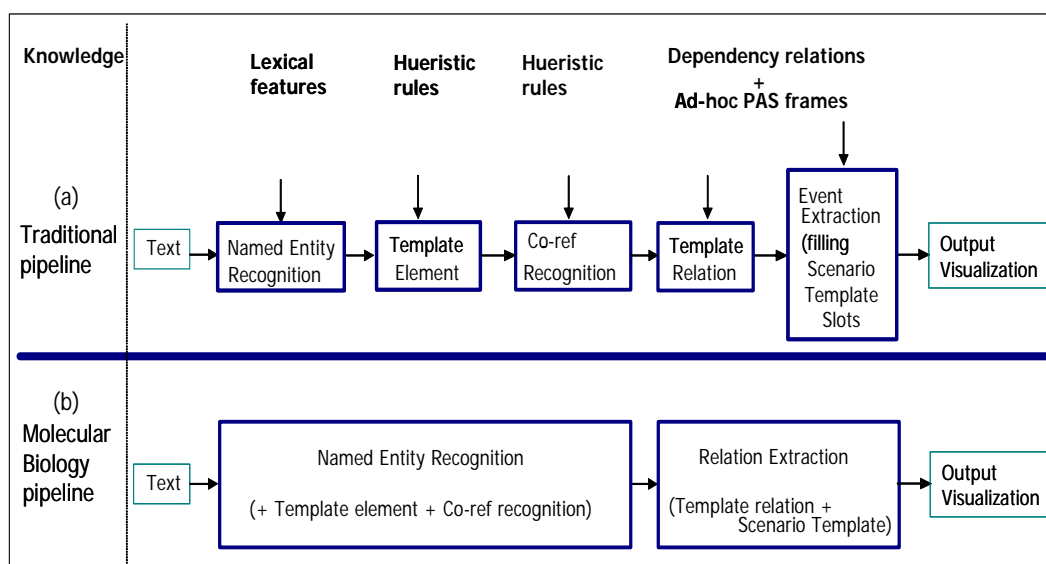 Knowledge
Lexical
features
Hueristic
rules
Hueristic
rules
Dependency relations
+
Ad-hoc PAS frames
(a)
Traditional
pipeline
Text
Named Entity
Recognition
Template
Element
Co-ref
Recognition
Template
Relation
Event
Extraction
(filling
Scenario
Template
Slots
Output
Visualization
(b)
Molecular
Biology
pipeline
Text
Named Entity Recognition
(+ Template element + Co-ref recognition)
Relation Extraction
(Template relation +
Scenario Template)
Output
Visualization